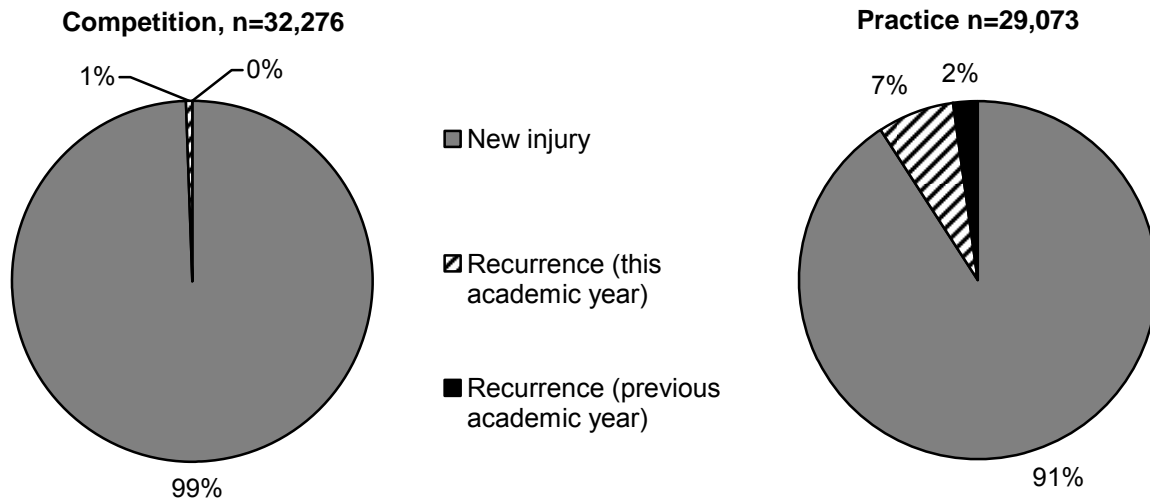 Competition, n=32,276
1%
0%
99%
New injury
Recurrence (this
academic year)
Recurrence (previous
academic year)
Practice n=29,073
7%
2%
91%